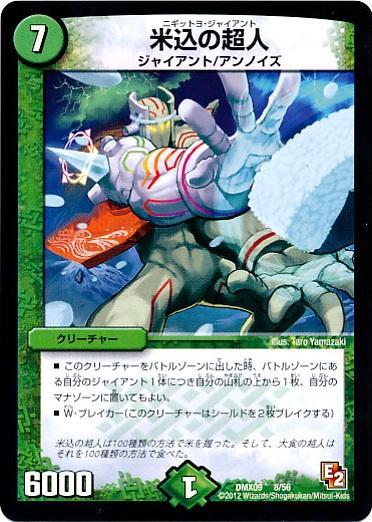 7
ニギットヨ・ジャイアント
米込の超人
ジャイアント/アンノイズ
クリーチャー
illus. Taro Yamazaki
■このクリーチャーをバトルゾーンに出した時、バトルゾーンにあ
る自分のジャイアント1体につき自分の山札の上から1枚、自分の
マナゾーンに置いてもよい。
■W・ブレイカー(このクリーチャーはシールドを2枚ブレイクする)
米込の超人は100種類の方法で米を握った。そして、大食の超人は
それを100種類の方法で食べた。
6000
1
DMX09 8/56
©2012 Wizards/Shogakukan/Mitsui-Kids
E2